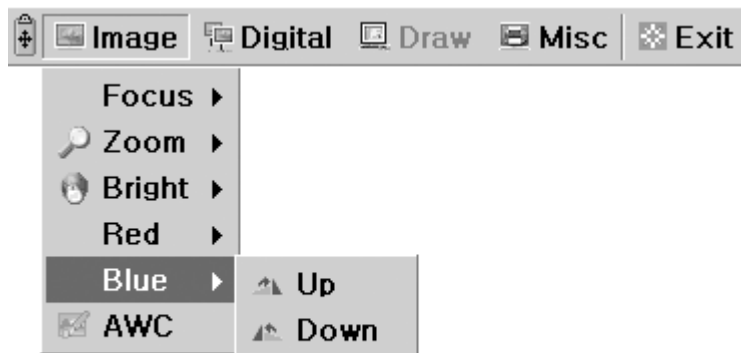 Image Digital Draw Misc Exit
Focus
Zoom
Bright
Red
Blue
Up
AWC
Down